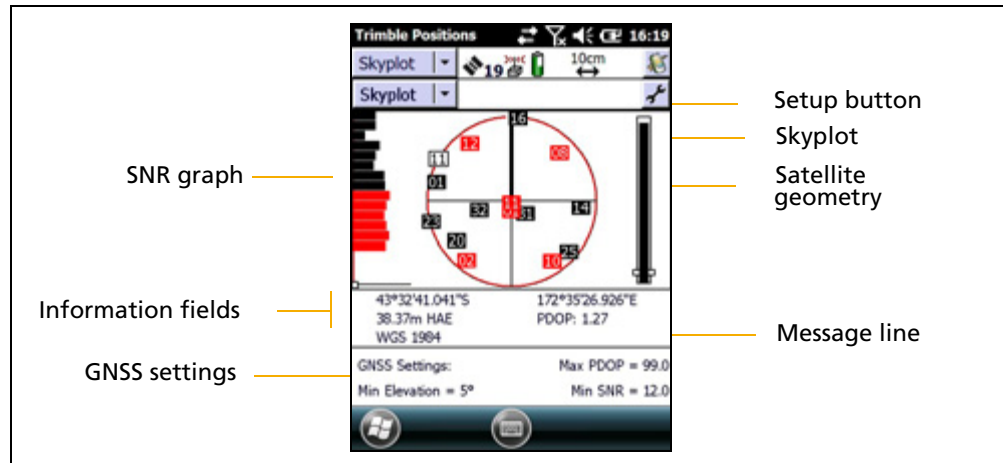 Trimble Positions 16:19
Skyplot 19 10cm
Skyplot
Setup button
Skyplot
SNR graph
Satellite
geometry
16
12
08
11
01
32
31
14
23
20
25
02
10
Information fields
43°32'41.041"S 172°35'26.926"E
38.37m HAE PDOP: 1.27
WGS 1984
Message line
GNSS settings
GNSS Settings: Max PDOP = 99.0
Min Elevation = 5° Min SNR = 12.0